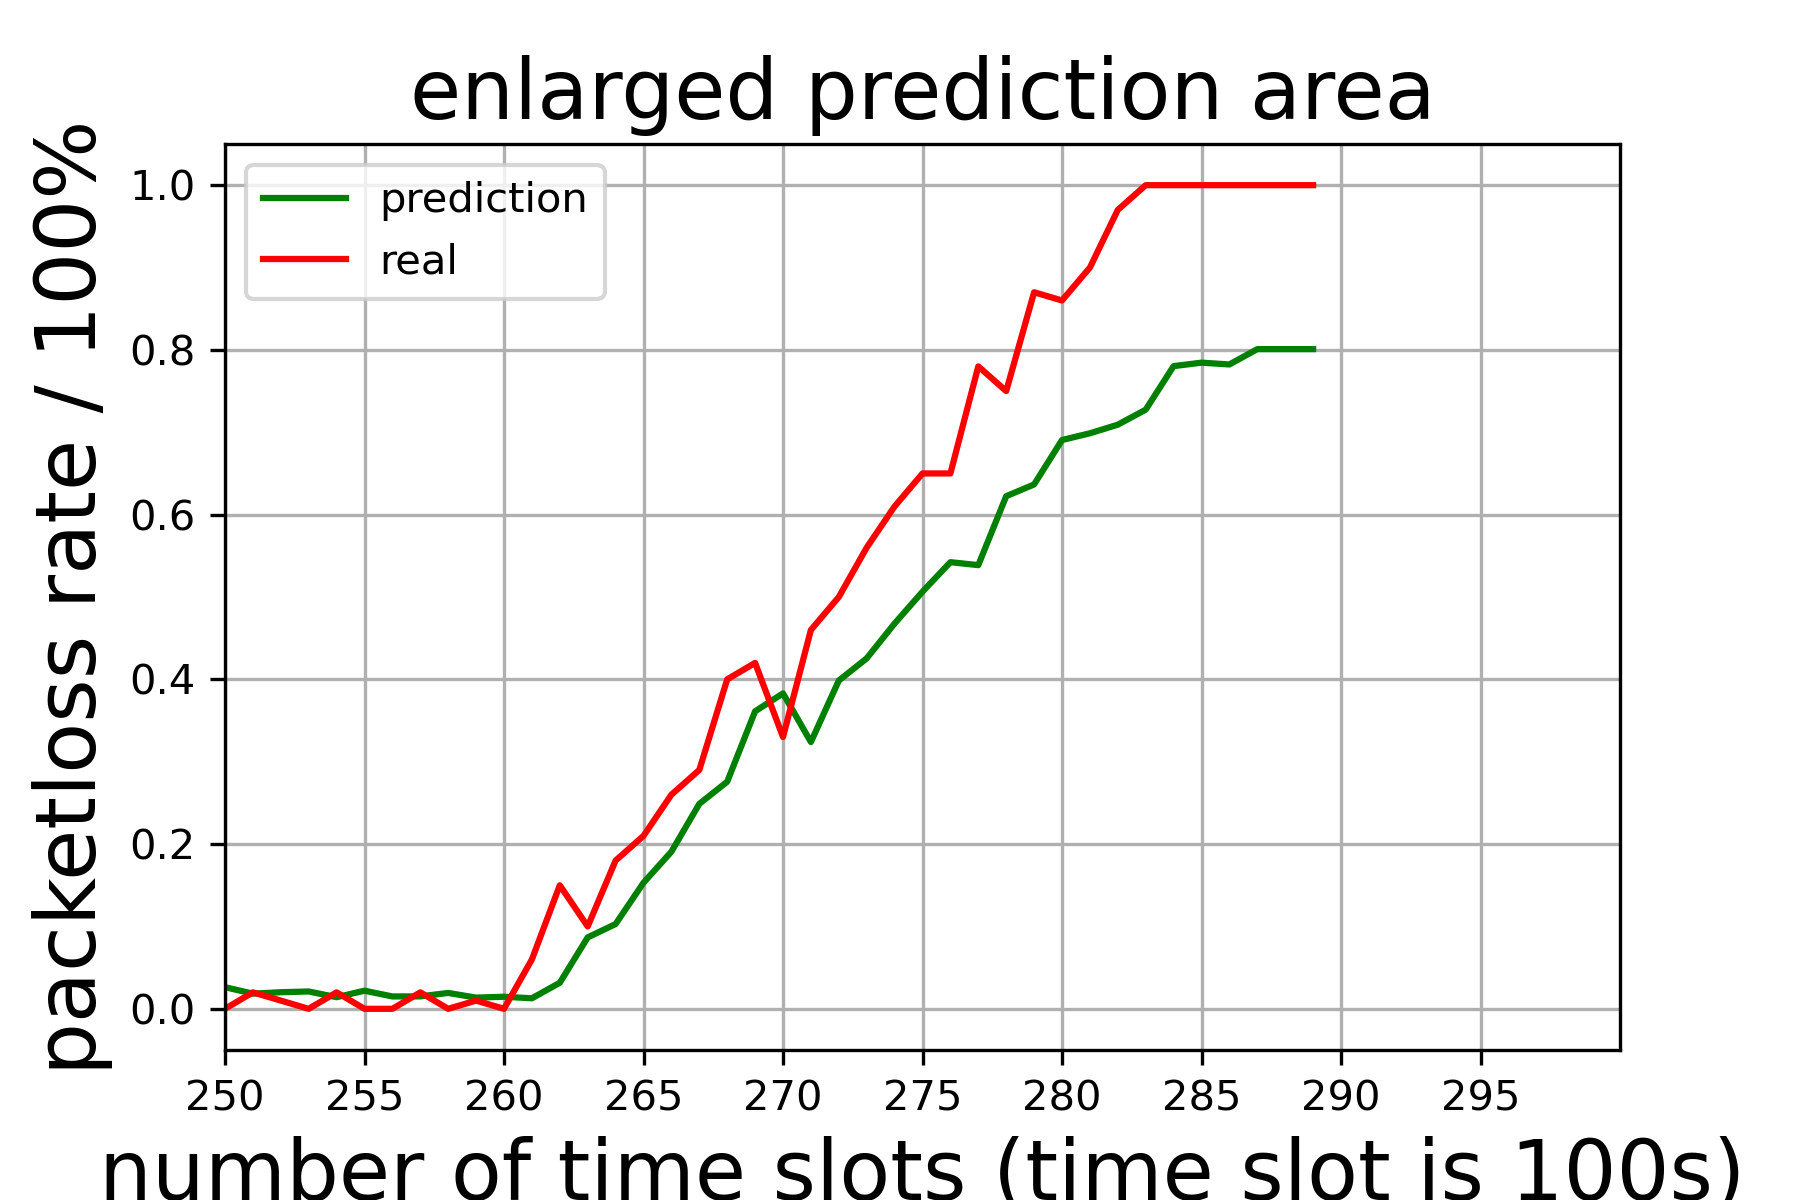 enlarged prediction area
packetloss rate / 100%
1.0
0.8
0.6
0.4
0.2
0.0
prediction
real
250 255 260 265 270 275 280 285 290 295
number of time slots (time slot is 100s)